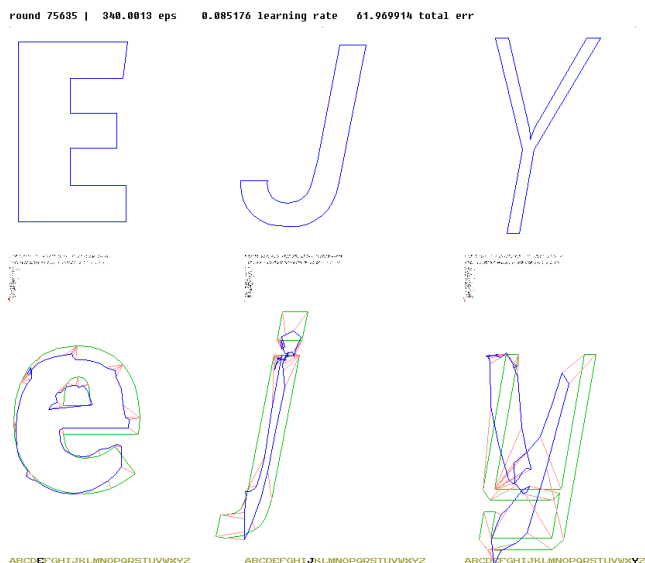 round 75635 | 340.0013 eps 0.085176 learning rate 61.969914 total err
E J Y
e j y
ABCDEFGHIJKLMNOPQRSTUVWXYZ ABCDEFGHIJKLMNOPQRSTUVWXYZ ABCDEFGHIJKLMNOPQRSTUVWXYZ